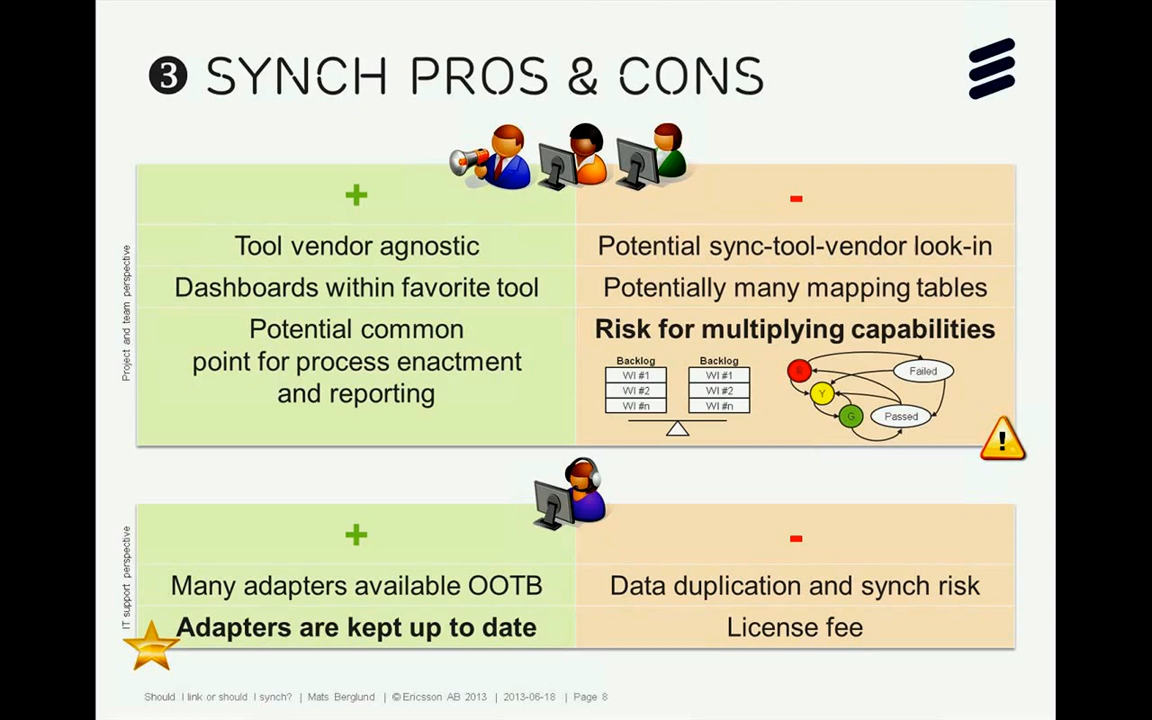 3 SYNCH PROS & CONS
Project and team perspective
+
-
Tool vendor agnostic
Potential sync-tool-vendor look-in
Dashboards within favorite tool
Potentially many mapping tables
Potential common
point for process enactment
and reporting
Risk for multiplying capabilities
Backlog
WI #1
WI #2
WI #n
Backlog
WI #1
WI #2
WI #n
R
Failed
Y
G
Passed
!
IT support perspective
+
-
Many adapters available OOTB
Data duplication and synch risk
Adapters are kept up to date
License fee
Should I link or should I synch? | Mats Berglund | © Ericsson AB 2013 | 2013-06-18 | Page 8